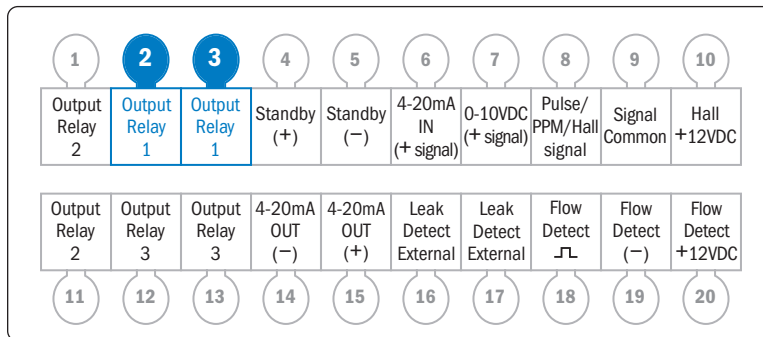 1 2 3 4 5 6 7 8 9 10
Output Output Output Standby Standby 4-20mA 0-10VDC Pulse/ Signal Hall
Relay Relay Relay (+) (−) IN (+ signal) PPM/Hall Common +12VDC
2 1 1 (+ signal) signal
Output Output Output 4-20mA 4-20mA Leak Leak Flow Flow Flow
Relay Relay Relay OUT OUT Detect Detect Detect Detect Detect
2 3 3 (−) (+) External External (−) +12VDC
11 12 13 14 15 16 17 18 19 20